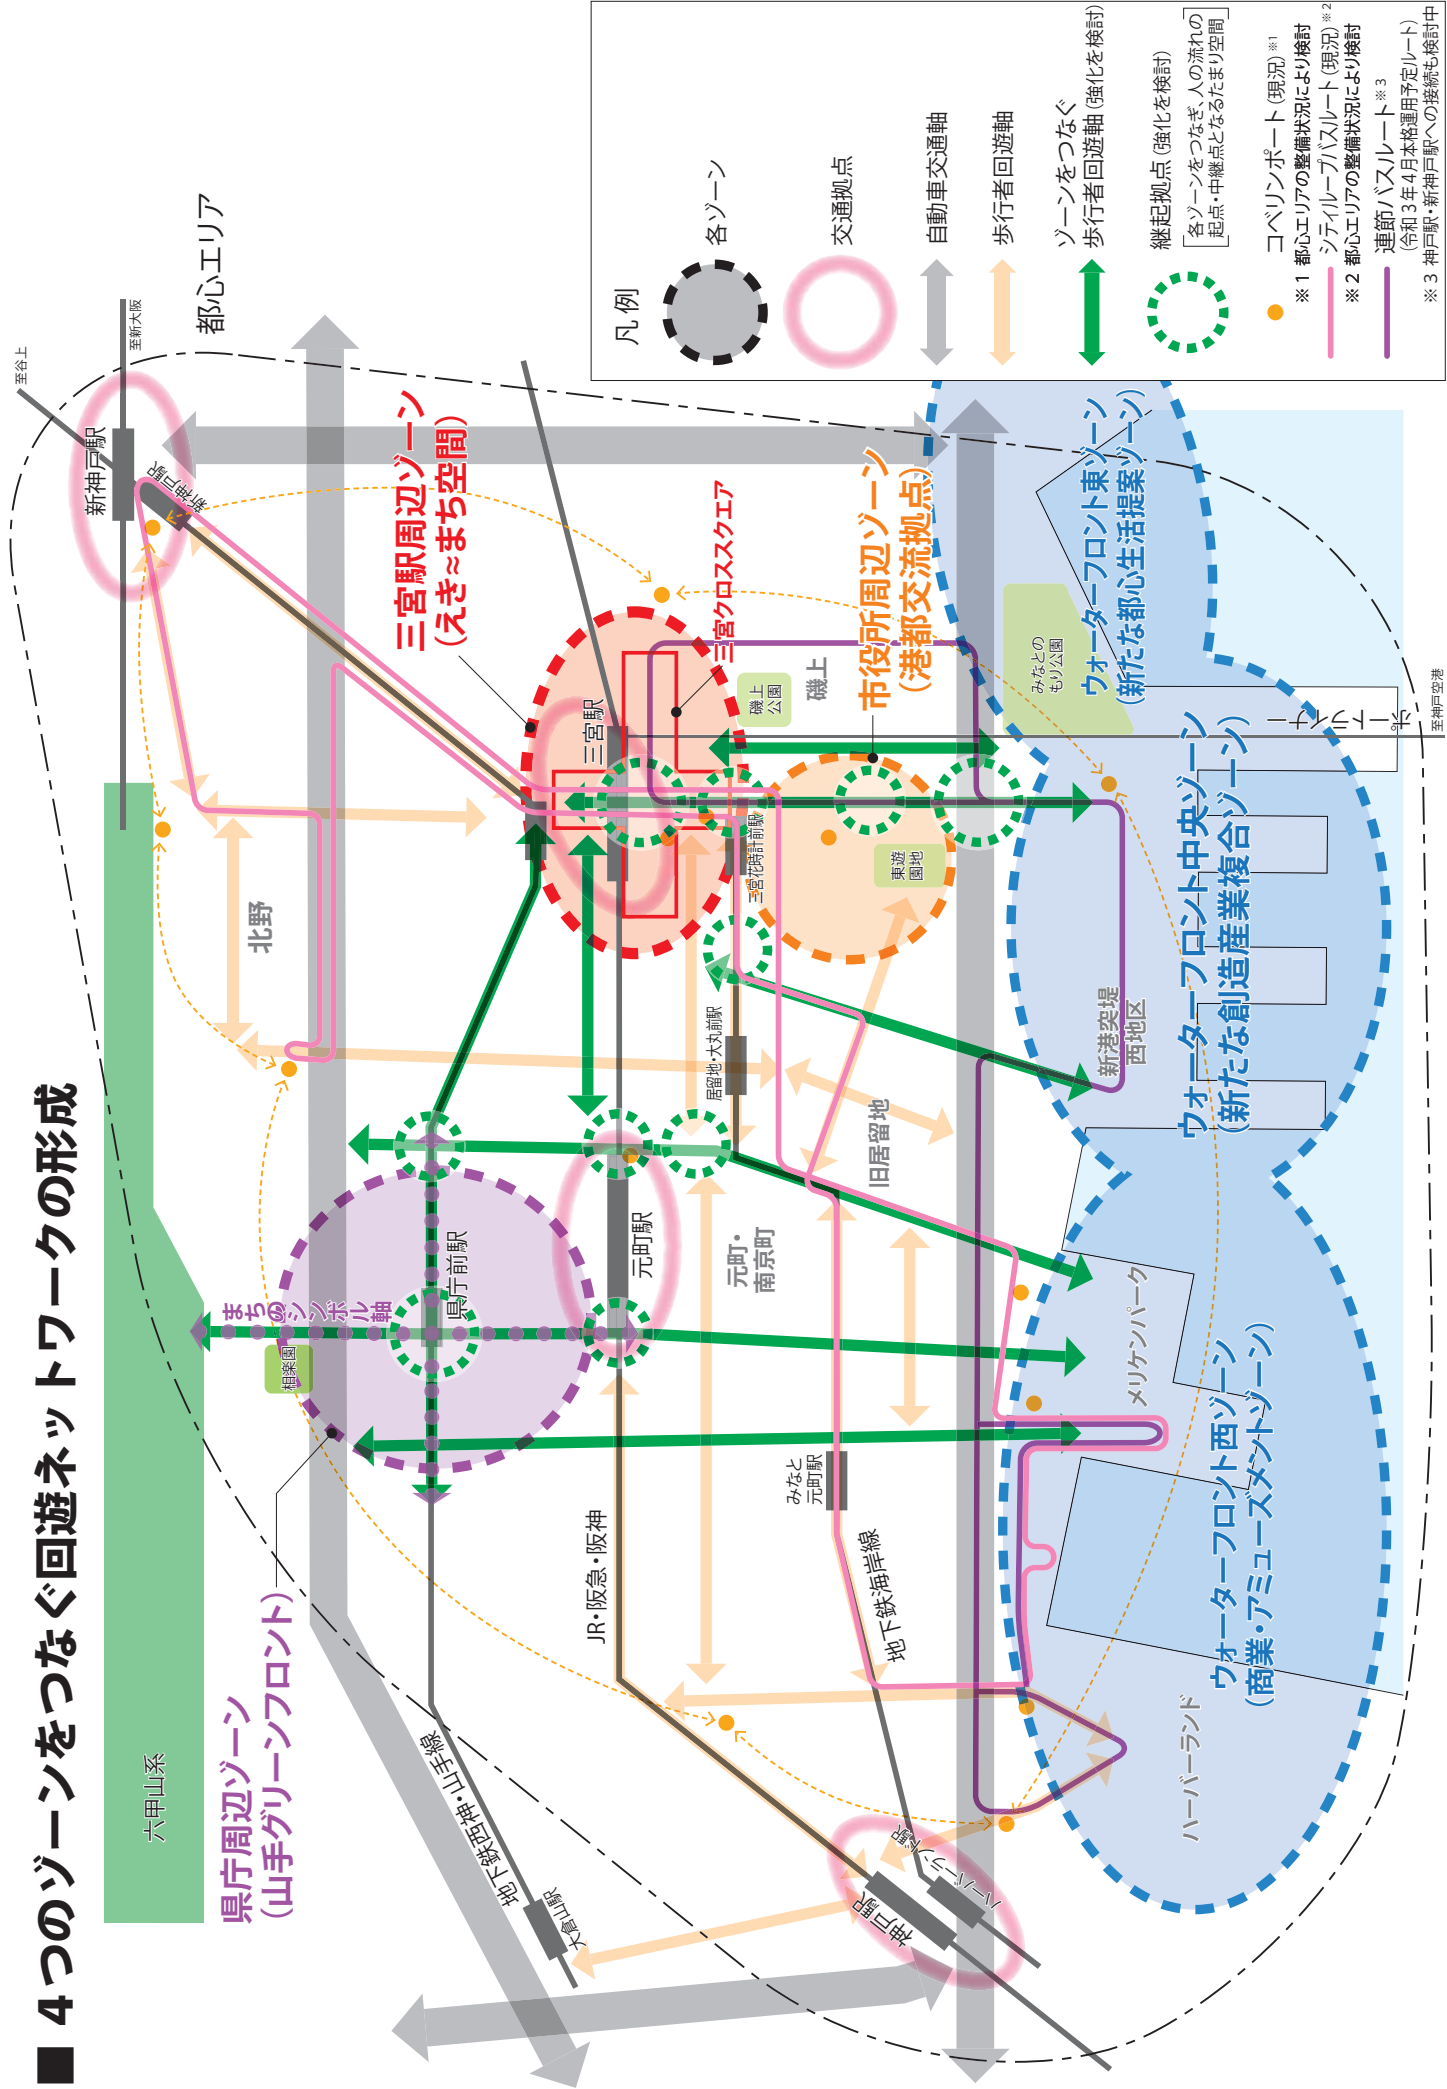 ■ 4つのゾーンをつなぐ回遊ネットワークの形成
六甲山系
県庁周辺ゾーン
(山手グリーンフロント)
まちのシンボル軸
相楽園
県庁前駅
地下鉄西神・山手線
大倉山駅
北野
新神戸駅
新神戸駅
至谷上
至新大阪
都心エリア
三宮駅周辺ゾーン
(えき≈まち空間)
三宮駅
三宮クロススクエア
JR・阪急・阪神
元町駅
元町・
南京町
居留地・大丸前駅
三宮花時計前駅
磯上
公園
磯上
市役所周辺ゾーン
(港都交流拠点)
東遊
園地
旧居留地
みなと
元町駅
地下鉄海岸線
神戸駅
ハーバーランド駅
ハーバーランド
メリケンパーク
新港突堤
西地区
みなとの
もり公園
ポートライナー
至神戸空港
ウォーターフロント西ゾーン
(商業・アミューズメントゾーン)
ウォーターフロント中央ゾーン
(新たな創造産業複合ゾーン)
ウォーターフロント東ゾーン
(新たな都心生活提案ゾーン)
凡例
各ゾーン
交通拠点
自動車交通軸
歩行者回遊軸
ゾーンをつなぐ
歩行者回遊軸(強化を検討)
継起拠点(強化を検討)
[各ゾーンをつなぎ、人の流れの
起点・中継点となるたまり空間]
コベリンポート(現況)※1
※1 都心エリアの整備状況により検討
シティループバスルート(現況)※2
※2 都心エリアの整備状況により検討
連節バスルート※3
(令和3年4月本格運用予定ルート)
※3 神戸駅・新神戸駅への接続も検討中